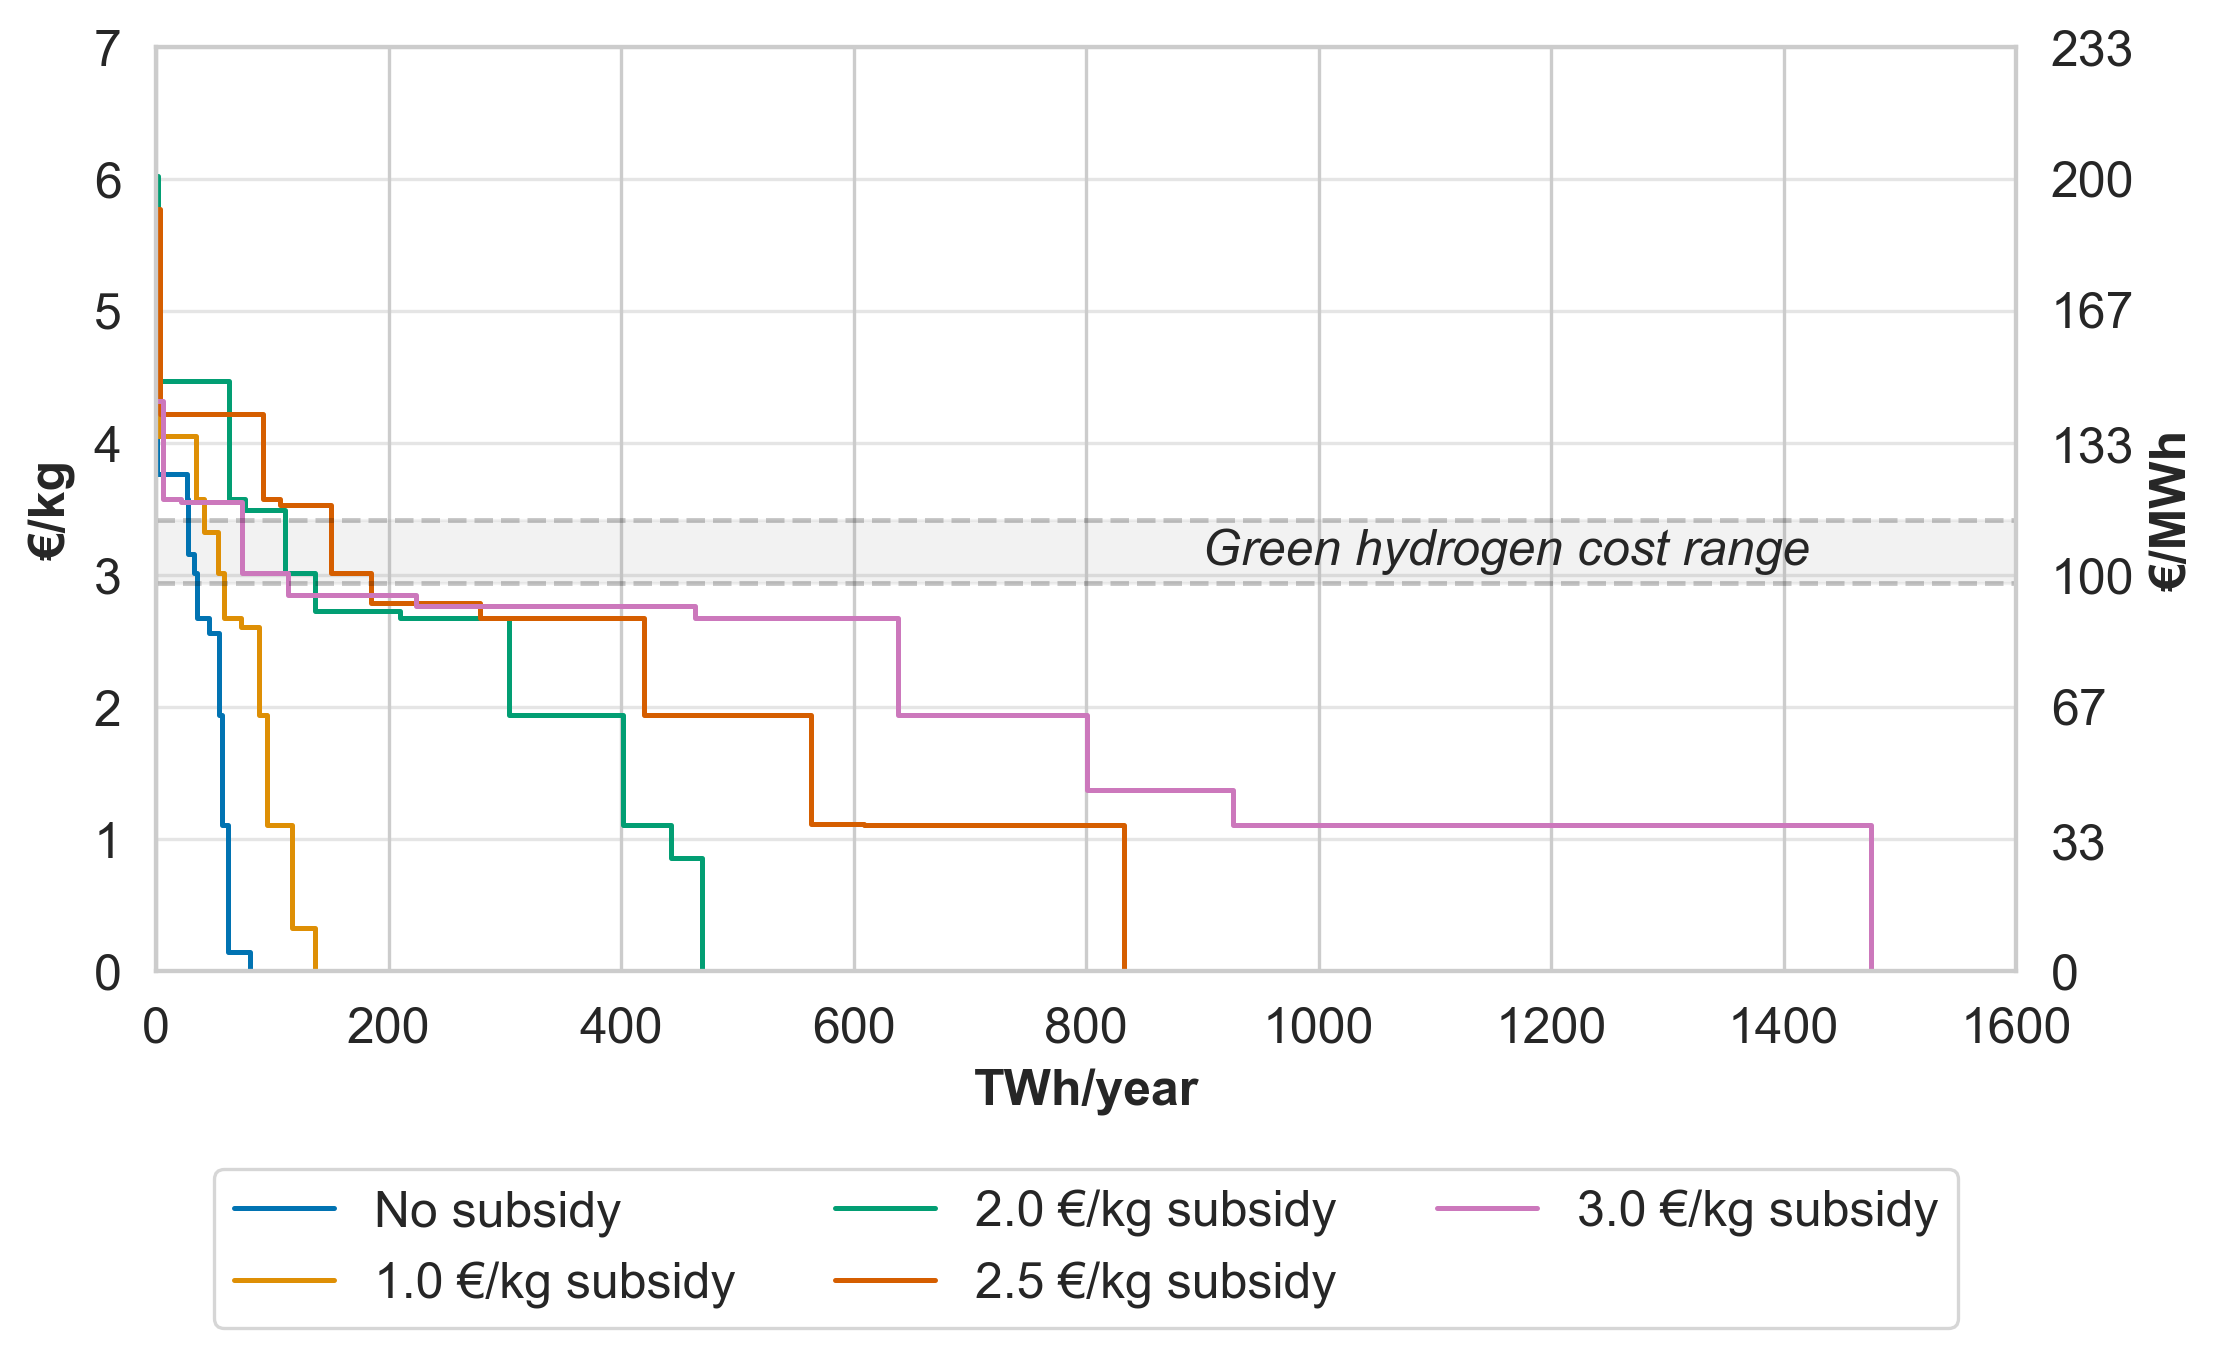 7
6
5
4
3
2
1
0
€/kg
233
200
167
133
100
67
33
0
€/MWh
Green hydrogen cost range
0 200 400 600 800 1000 1200 1400 1600
TWh/year
No subsidy
1.0 €/kg subsidy
2.0 €/kg subsidy
2.5 €/kg subsidy
3.0 €/kg subsidy